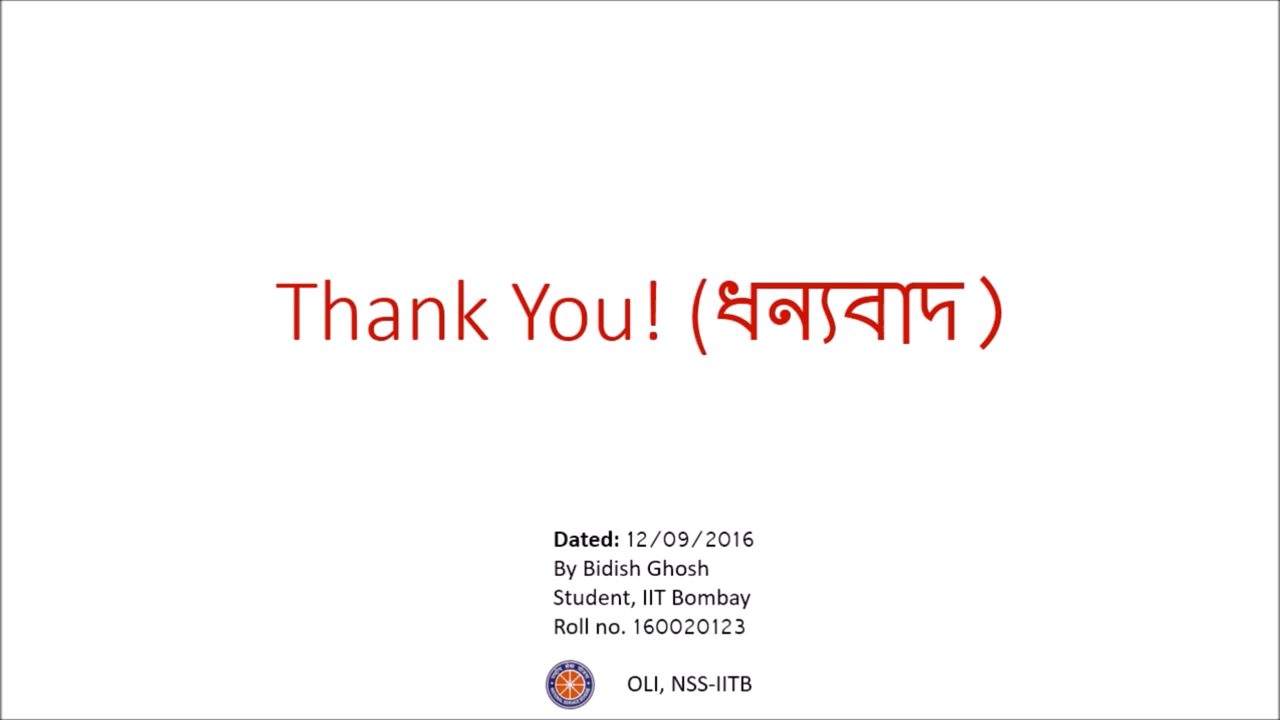 Thank You! (ধন্যবাদ )
Dated: 12/09/2016
By Bidish Ghosh
Student, IIT Bombay
Roll no. 160020123
OLI, NSS-IITB